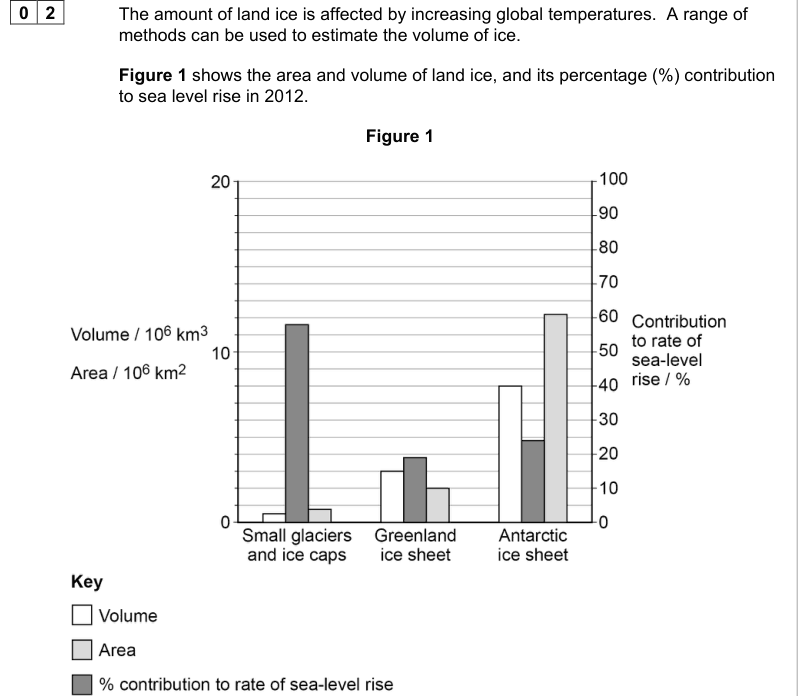 0 2
The amount of land ice is affected by increasing global temperatures. A range of
methods can be used to estimate the volume of ice.
Figure 1 shows the area and volume of land ice, and its percentage (%) contribution
to sea level rise in 2012.
Figure 1
20
10
0
Volume / 10⁶ km³
Area / 10⁶ km²
100
90
80
70
60
50
40
30
20
10
0
Contribution
to rate of
sea-level
rise / %
Small glaciers
and ice caps
Greenland
ice sheet
Antarctic
ice sheet
Key
Volume
Area
% contribution to rate of sea-level rise